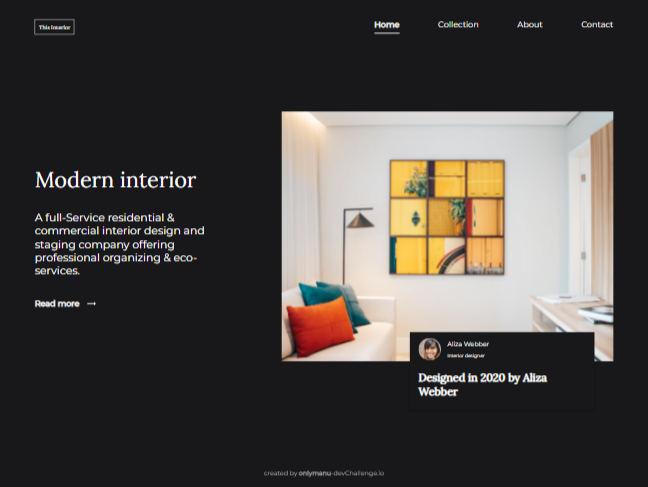 This Interior
Home
Collection
About
Contact
Modern interior
A full-Service residential &
commercial interior design and
staging company offering
professional organizing & eco-
services.
Read more →
Aliza Webber
Interior designer
Designed in 2020 by Aliza
Webber
created by onlymanu-devChallenge.io